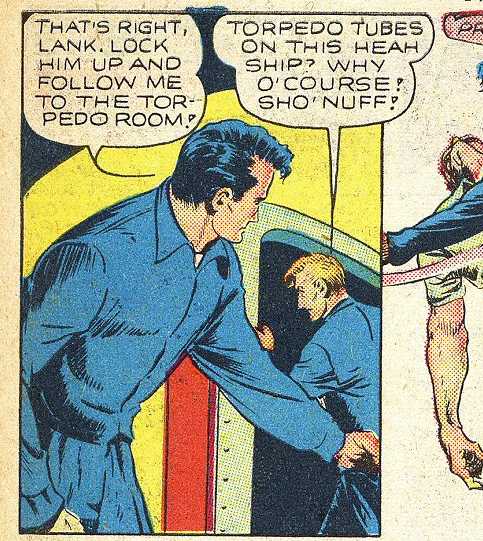 THAT'S RIGHT,
LANK. LOCK
HIM UP AND
FOLLOW ME
TO THE TOR--
PEDO ROOM!
TORPEDO TUBES
ON THIS HEAH
SHIP? WHY
O'COURSE!
SHO'NUFF!